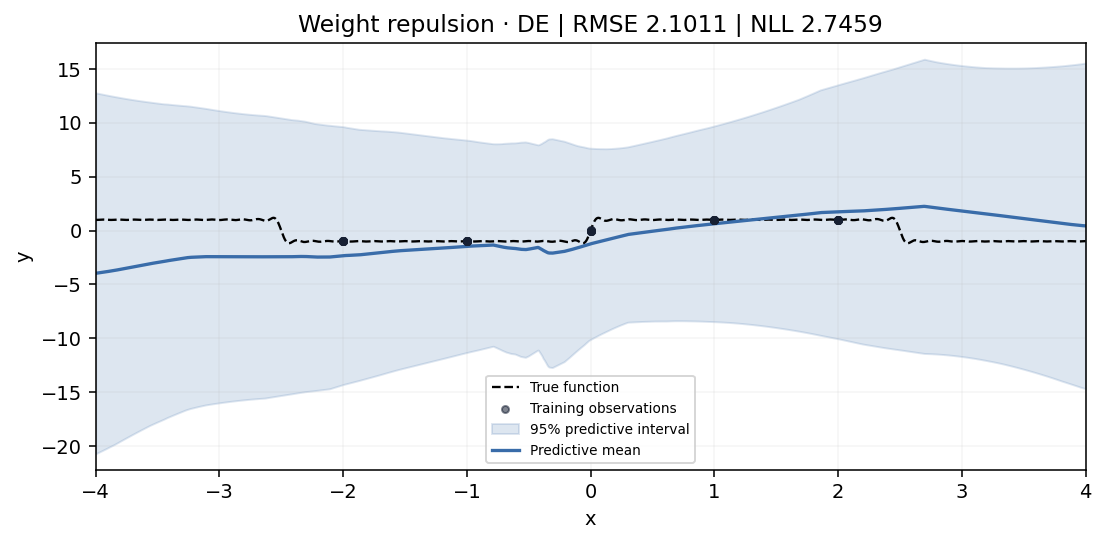 Weight repulsion · DE | RMSE 2.1011 | NLL 2.7459
15
10
5
0
−5
−10
−15
−20
y
True function
Training observations
95% predictive interval
Predictive mean
−4 −3 −2 −1 0 1 2 3 4
x